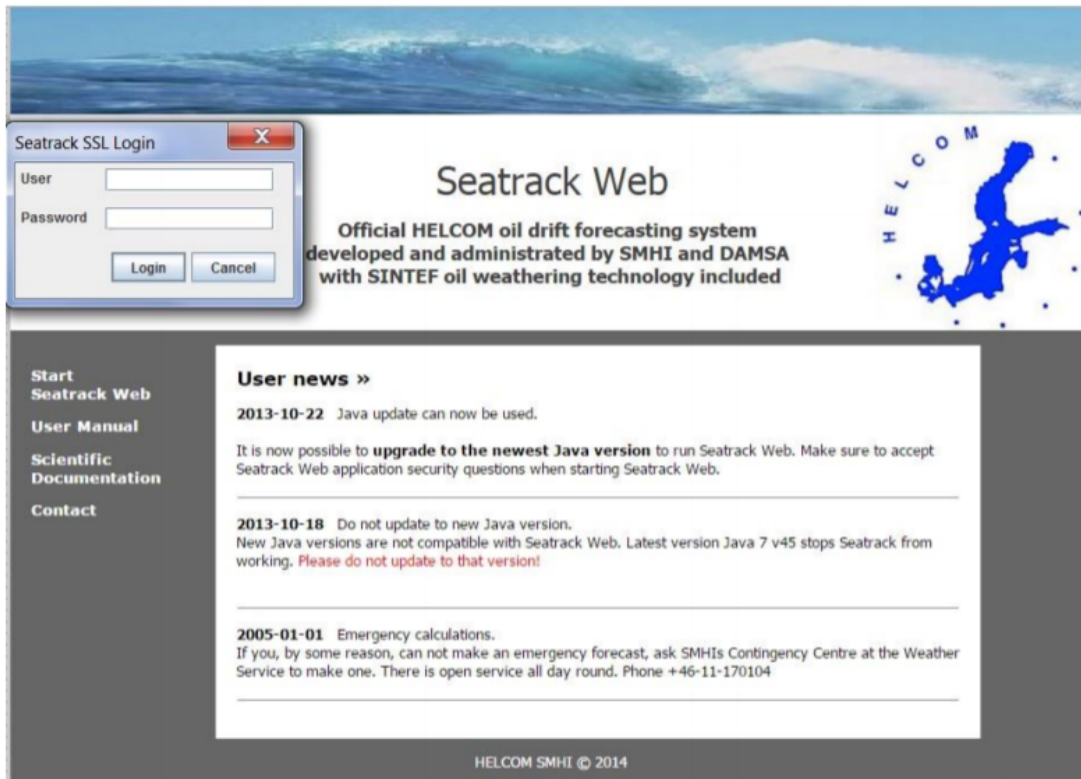 Seatrack SSL Login
X
User
Password
Login
Cancel
Seatrack Web
Official HELCOM oil drift forecasting system
developed and administrated by SMHI and DAMSA
with SINTEF oil weathering technology included
HELCOM
Start
Seatrack Web
User Manual
Scientific
Documentation
Contact
User news »
2013-10-22 Java update can now be used.
It is now possible to upgrade to the newest Java version to run Seatrack Web. Make sure to accept
Seatrack Web application security questions when starting Seatrack Web.
2013-10-18 Do not update to new Java version.
New Java versions are not compatible with Seatrack Web. Latest version Java 7 v45 stops Seatrack from
working. Please do not update to that version!
2005-01-01 Emergency calculations.
If you, by some reason, can not make an emergency forecast, ask SMHIs Contingency Centre at the Weather
Service to make one. There is open service all day round. Phone +46-11-170104
HELCOM SMHI © 2014